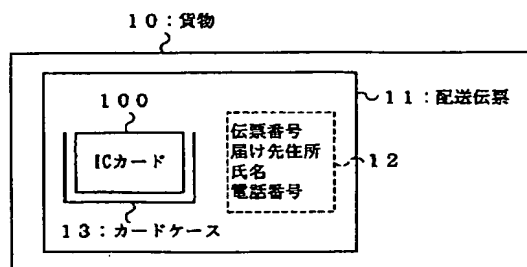 10:貨物
11:配送伝票
100
ICカード
13:カードケース
伝票番号
届け先住所
氏名
電話番号
12